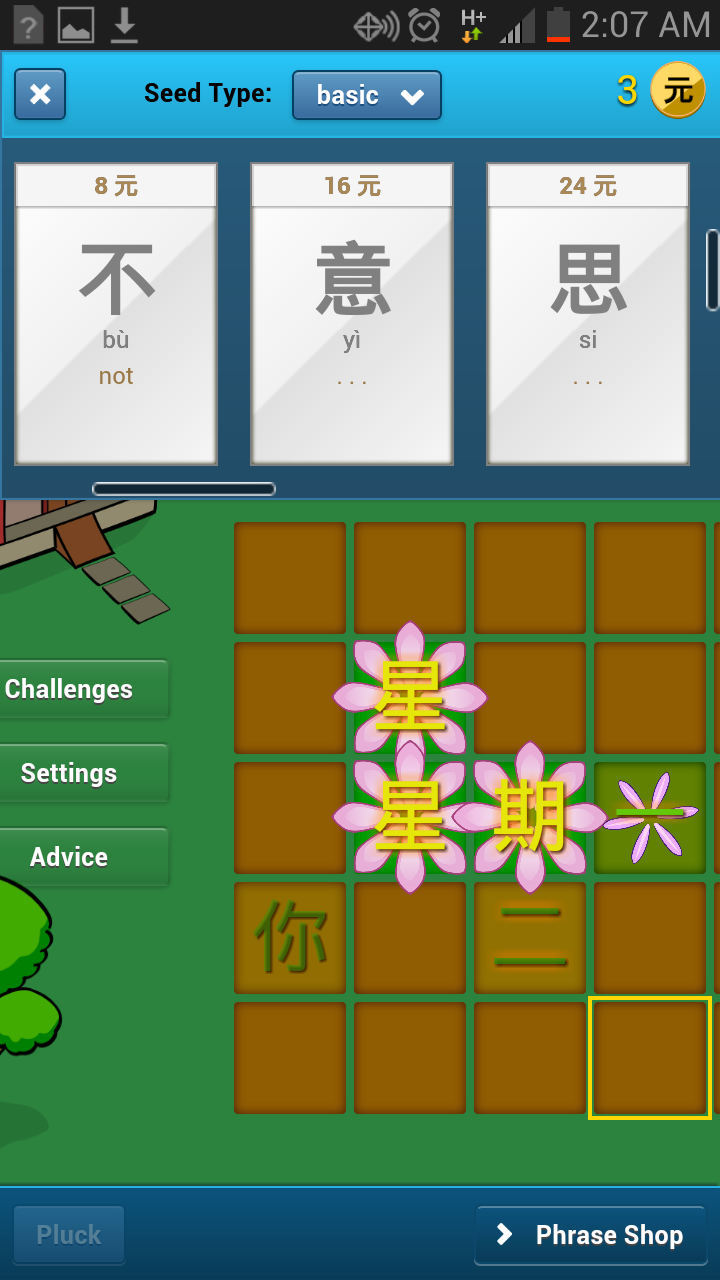 H+ 2:07 AM
Seed Type: basic 3 元
8 元 16 元 24 元
不 意 思
bù yì si
not ... ...
星
Challenges
Settings
星 期 一
Advice
你 二
Pluck Phrase Shop